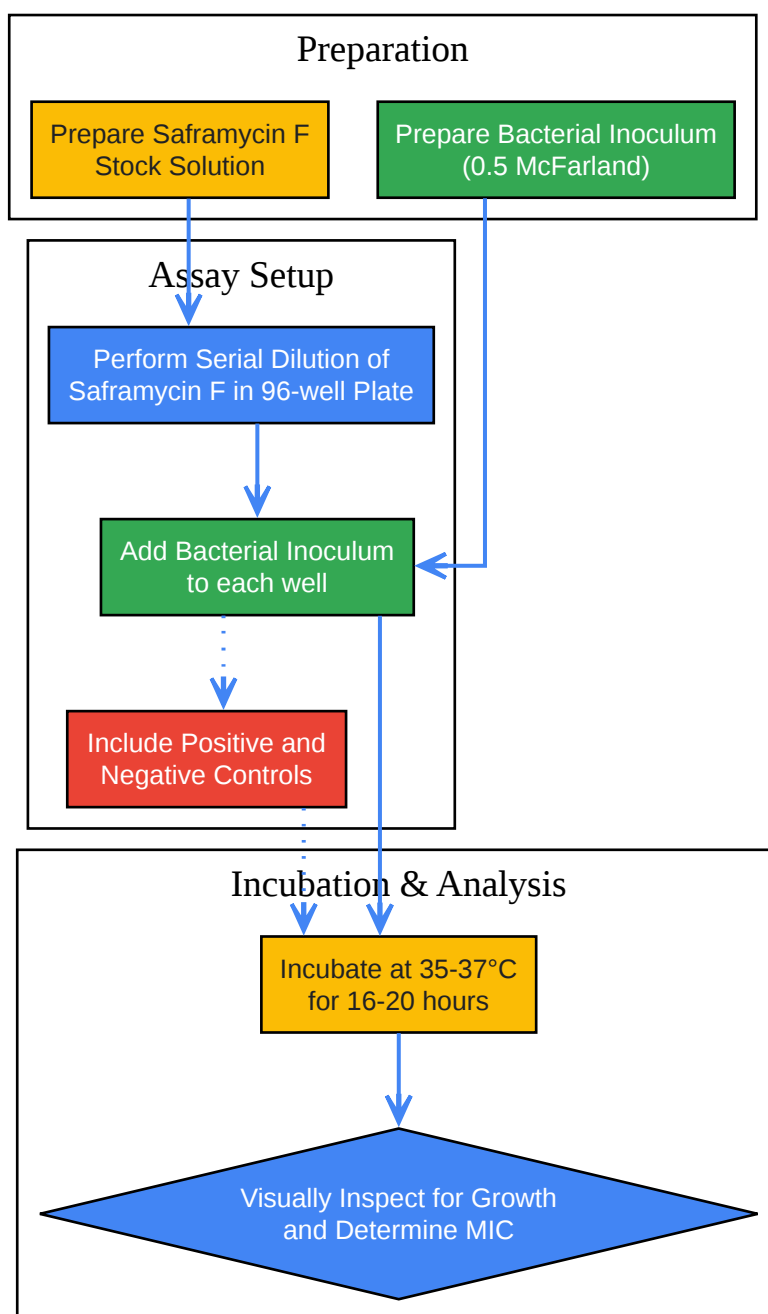 Preparation
Prepare Saframycin F
Stock Solution
Prepare Bacterial Inoculum
(0.5 McFarland)
Assay Setup
Perform Serial Dilution of
Saframycin F in 96-well Plate
Add Bacterial Inoculum
to each well
Include Positive and
Negative Controls
Incubation & Analysis
Incubate at 35-37°C
for 16-20 hours
Visually Inspect for Growth
and Determine MIC